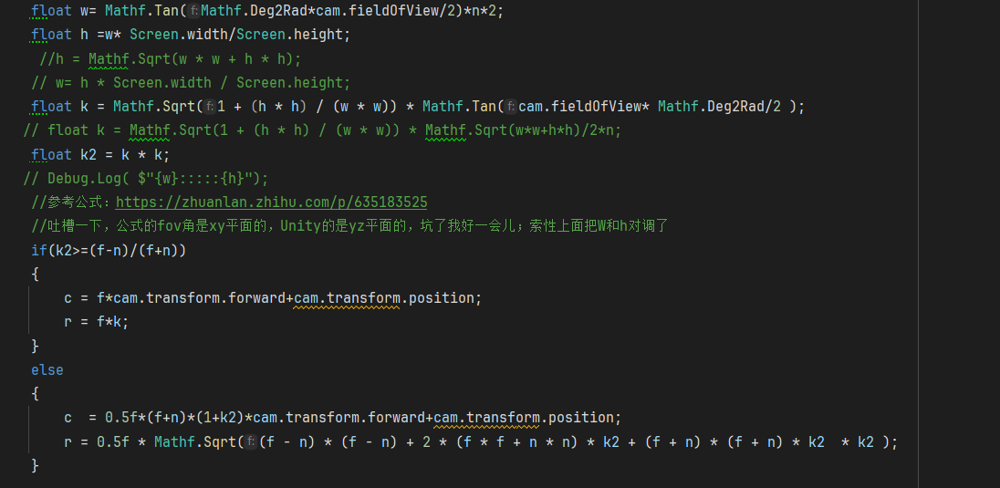 float w= Mathf.Tan(f:Mathf.Deg2Rad*cam.fieldOfView/2)*n*2;
float h =w* Screen.width/Screen.height;
//h = Mathf.Sqrt(w * w + h * h);
// w= h * Screen.width / Screen.height;
float k = Mathf.Sqrt(f:1 + (h * h) / (w * w)) * Mathf.Tan(f:cam.fieldOfView* Mathf.Deg2Rad/2 );
// float k = Mathf.Sqrt(1 + (h * h) / (w * w)) * Mathf.Sqrt(w*w+h*h)/2*n;
float k2 = k * k;
// Debug.Log( $"{w}:::::{h}");
//参考公式：https://zhuanlan.zhihu.com/p/635183525
//吐槽一下，公式的fov角是xy平面的，Unity的是yz平面的，坑了我好一会儿；索性上面把W和h对调了
if(k2>=(f-n)/(f+n))
{
c = f*cam.transform.forward+cam.transform.position;
r = f*k;
}
else
{
c  = 0.5f*(f+n)*(1+k2)*cam.transform.forward+cam.transform.position;
r = 0.5f * Mathf.Sqrt(f:(f - n) * (f - n) + 2 * (f * f + n * n) * k2 + (f + n) * (f + n) * k2  * k2 );
}